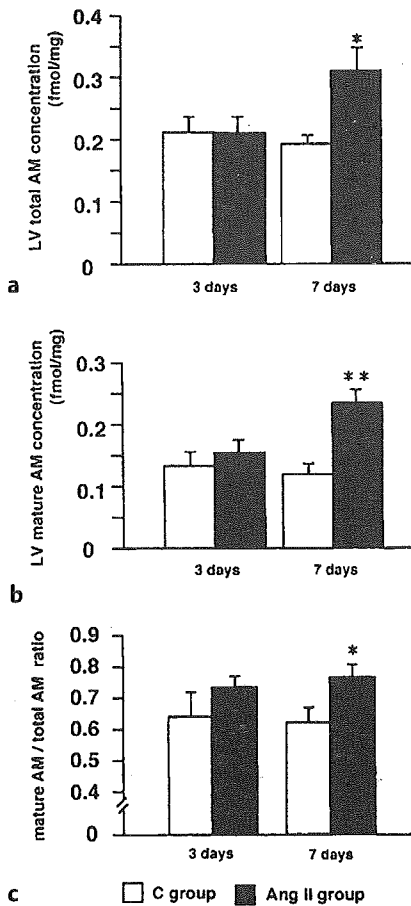 LV total AM concentration
(fmol/mg)
0.4
0.3
0.2
0.1
0
*
3 days
7 days
a
LV mature AM concentration
(fmol/mg)
0.3
0.2
0.1
0
**
3 days
7 days
b
mature AM / total AM ratio
0.9
0.8
0.7
0.6
0.5
0.4
0
*
3 days
7 days
c
C group
Ang II group